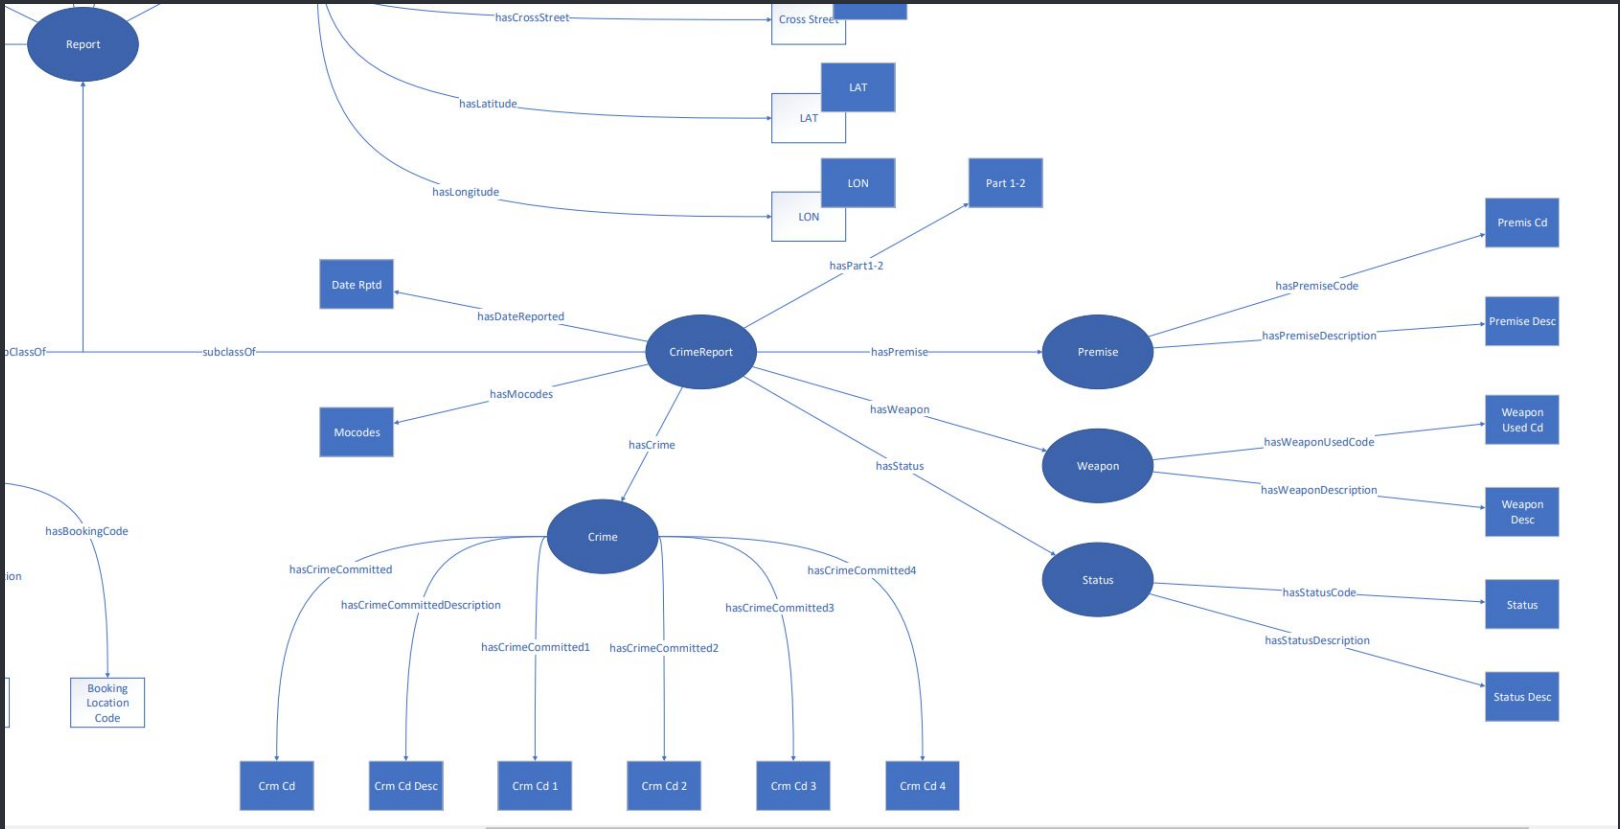 hasCrossStreet
Cross Street
Report
hasLatitude
LAT
LAT
hasLongitude
LON
LON
Part 1-2
hasPart1-2
Premis Cd
hasPremiseCode
Date Rptd
hasDateReported
Premise Desc
hasPremiseDescription
bClassOf
subclassOf
CrimeReport
hasPremise
Premise
hasMocodes
Mocodes
hasWeapon
Weapon
Used Cd
hasWeaponUsedCode
hasCrime
hasStatus
Weapon
hasWeaponDescription
Weapon
Desc
hasBookingCode
Crime
tion
hasCrimeCommitted
hasCrimeCommitted4
Status
hasStatusCode
Status
hasCrimeCommittedDescription
hasCrimeCommitted3
hasStatusDescription
hasCrimeCommitted1
hasCrimeCommitted2
Booking
Location
Code
Status Desc
Crm Cd
Crm Cd Desc
Crm Cd 1
Crm Cd 2
Crm Cd 3
Crm Cd 4